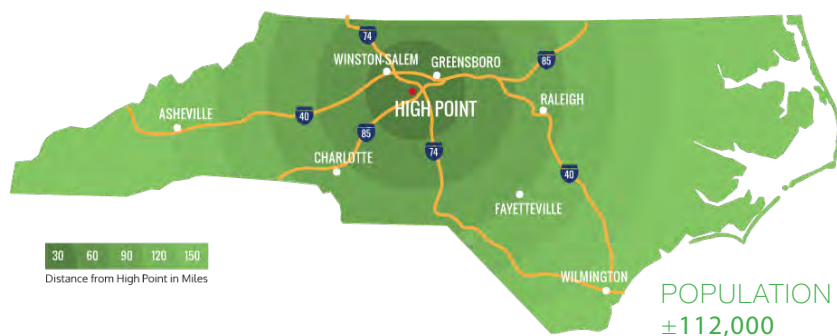 74
WINSTON-SALEM
GREENSBORO
85
HIGH POINT
RALEIGH
ASHEVILLE
40
85
74
CHARLOTTE
40
FAYETTEVILLE
30 60 90 120 150
Distance from High Point in Miles
WILMINGTON
POPULATION
±112,000